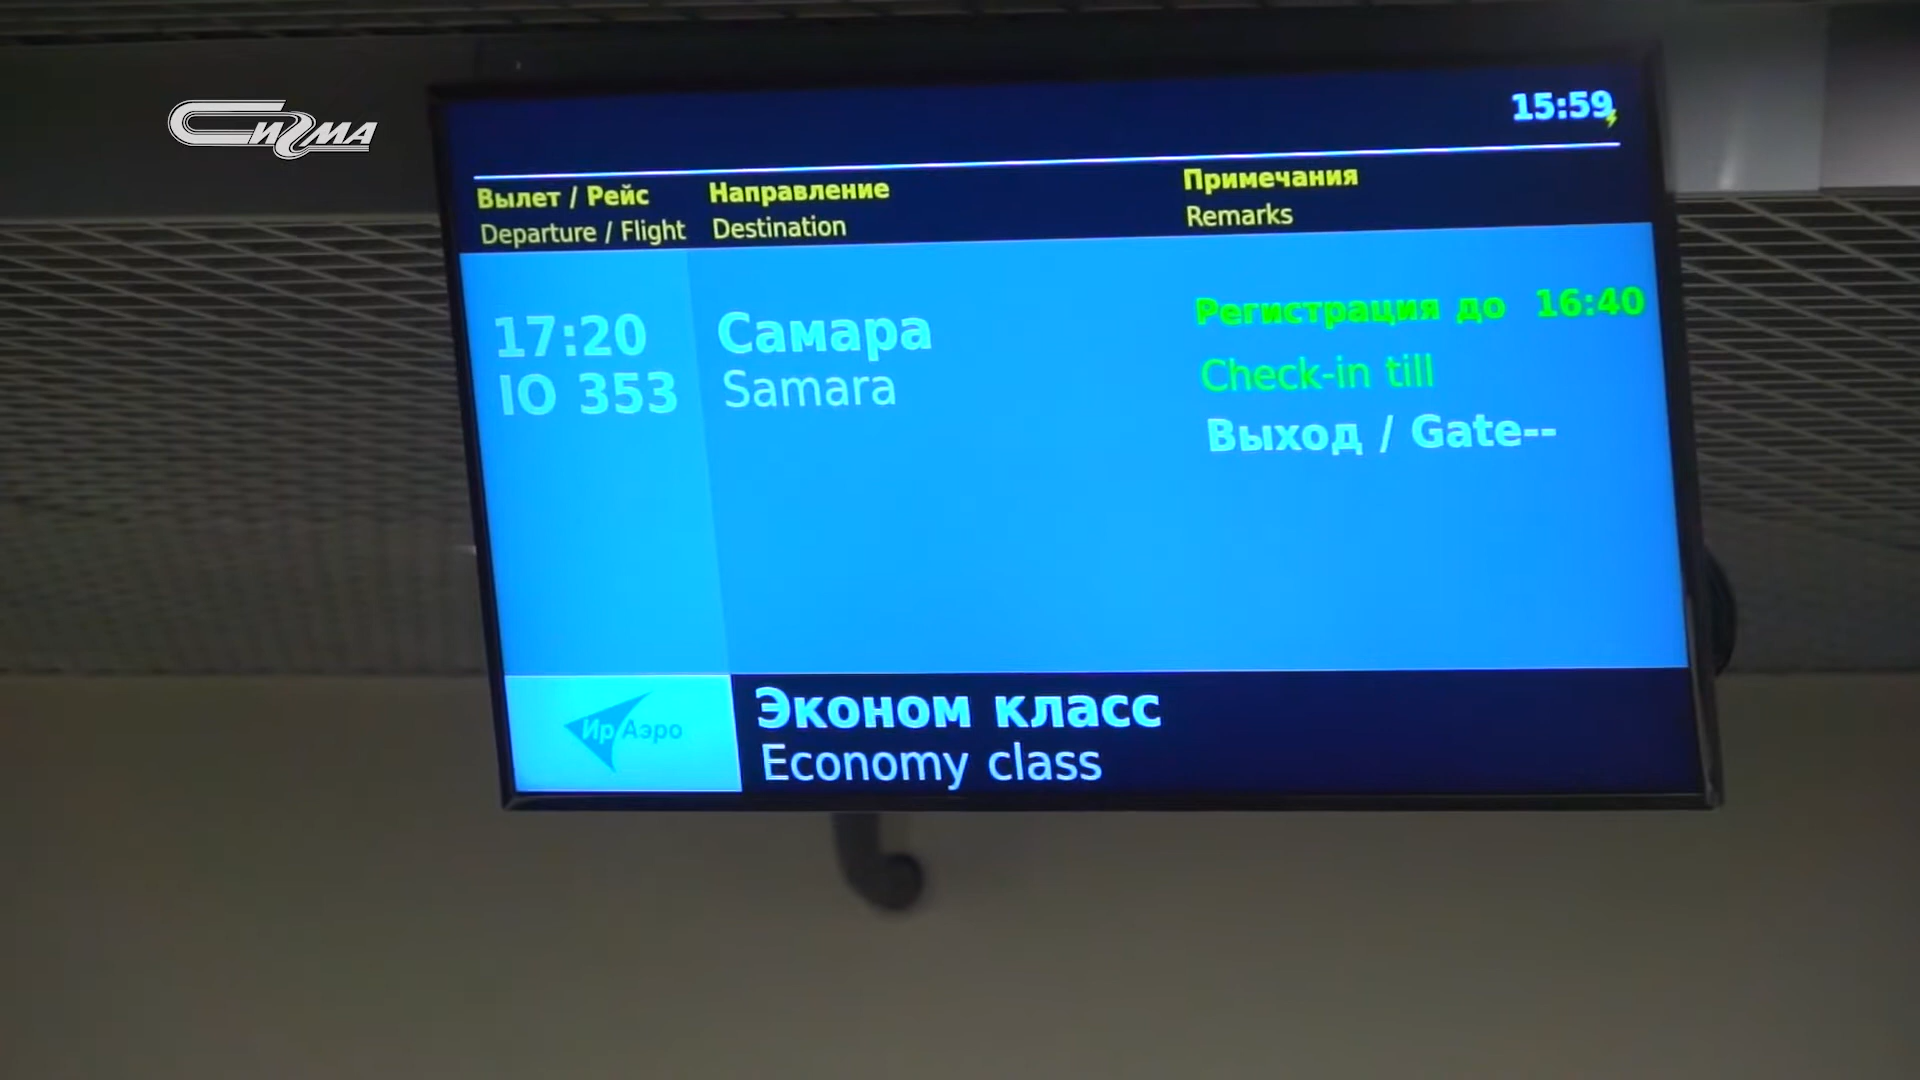 Сигма
15:59
Вылет / Рейс Направление Примечания
Departure / Flight Destination Remarks
17:20 Самара Регистрация до 16:40
IO 353 Samara Check-in till
Выход / Gate--
ИрАэро
Эконом класс
Economy class